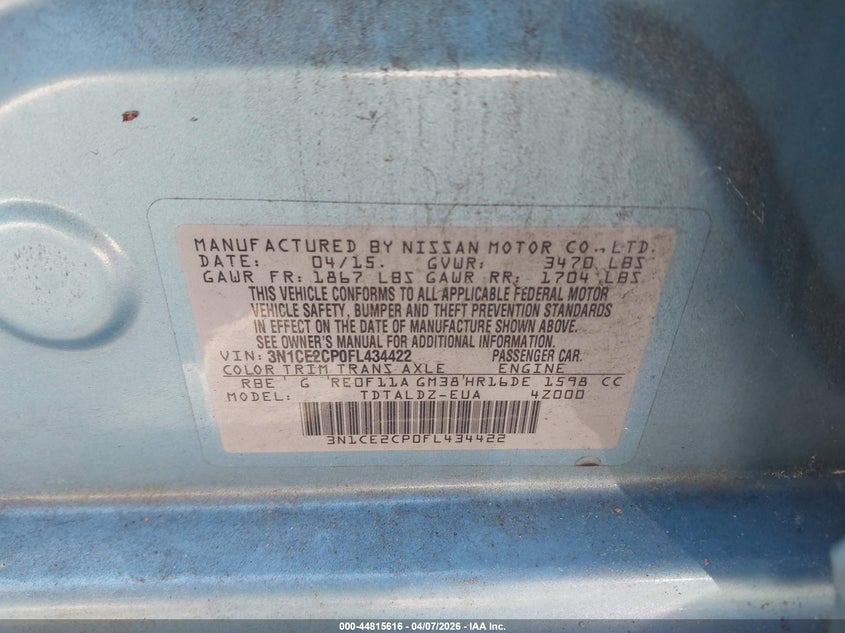 MANUFACTURED BY NISSAN MOTOR CO., LTD.
DATE: 04/15. GVWR: 3470 LBS
GAWR FR: 1867 LBS GAWR RR: 1704 LBS
THIS VEHICLE CONFORMS TO ALL APPLICABLE FEDERAL MOTOR
VEHICLE SAFETY, BUMPER AND THEFT PREVENTION STANDARDS
IN EFFECT ON THE DATE OF MANUFACTURE SHOWN ABOVE.
SEE OWNER'S MANUAL FOR ADDITIONAL INFORMATION.
VIN: 3N1CE2CP0FL434422 PASSENGER CAR.
COLOR TRIM TRANS AXLE ENGINE
RBE G RE0F11A GM38 HR16DE 1598 CC
MODEL: TDTALDZ-EUA 4Z000
3N1CE2CP0FL434422
000-44815616 - 04/07/2026 - IAA Inc.